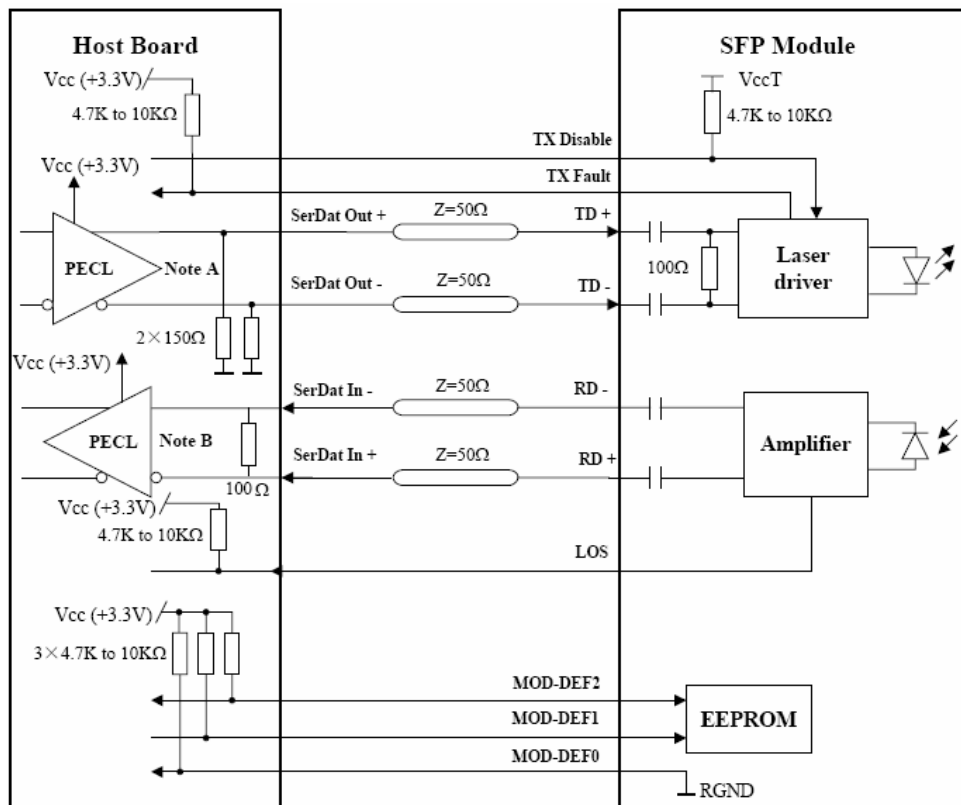 Host Board
SFP Module
Vcc (+3.3V)
4.7K to 10KΩ
VccT
4.7K to 10KΩ
TX Disable
TX Fault
Vcc (+3.3V)
SerDat Out +
Z=50Ω
TD +
PECL
Note A
100Ω
Laser
driver
SerDat Out -
Z=50Ω
TD -
2×150Ω
Vcc (+3.3V)
SerDat In -
Z=50Ω
RD -
PECL
Note B
Amplifier
SerDat In +
Z=50Ω
RD +
100Ω
Vcc (+3.3V)
4.7K to 10KΩ
LOS
Vcc (+3.3V)
3×4.7K to 10KΩ
MOD-DEF2
MOD-DEF1
EEPROM
MOD-DEF0
RGND